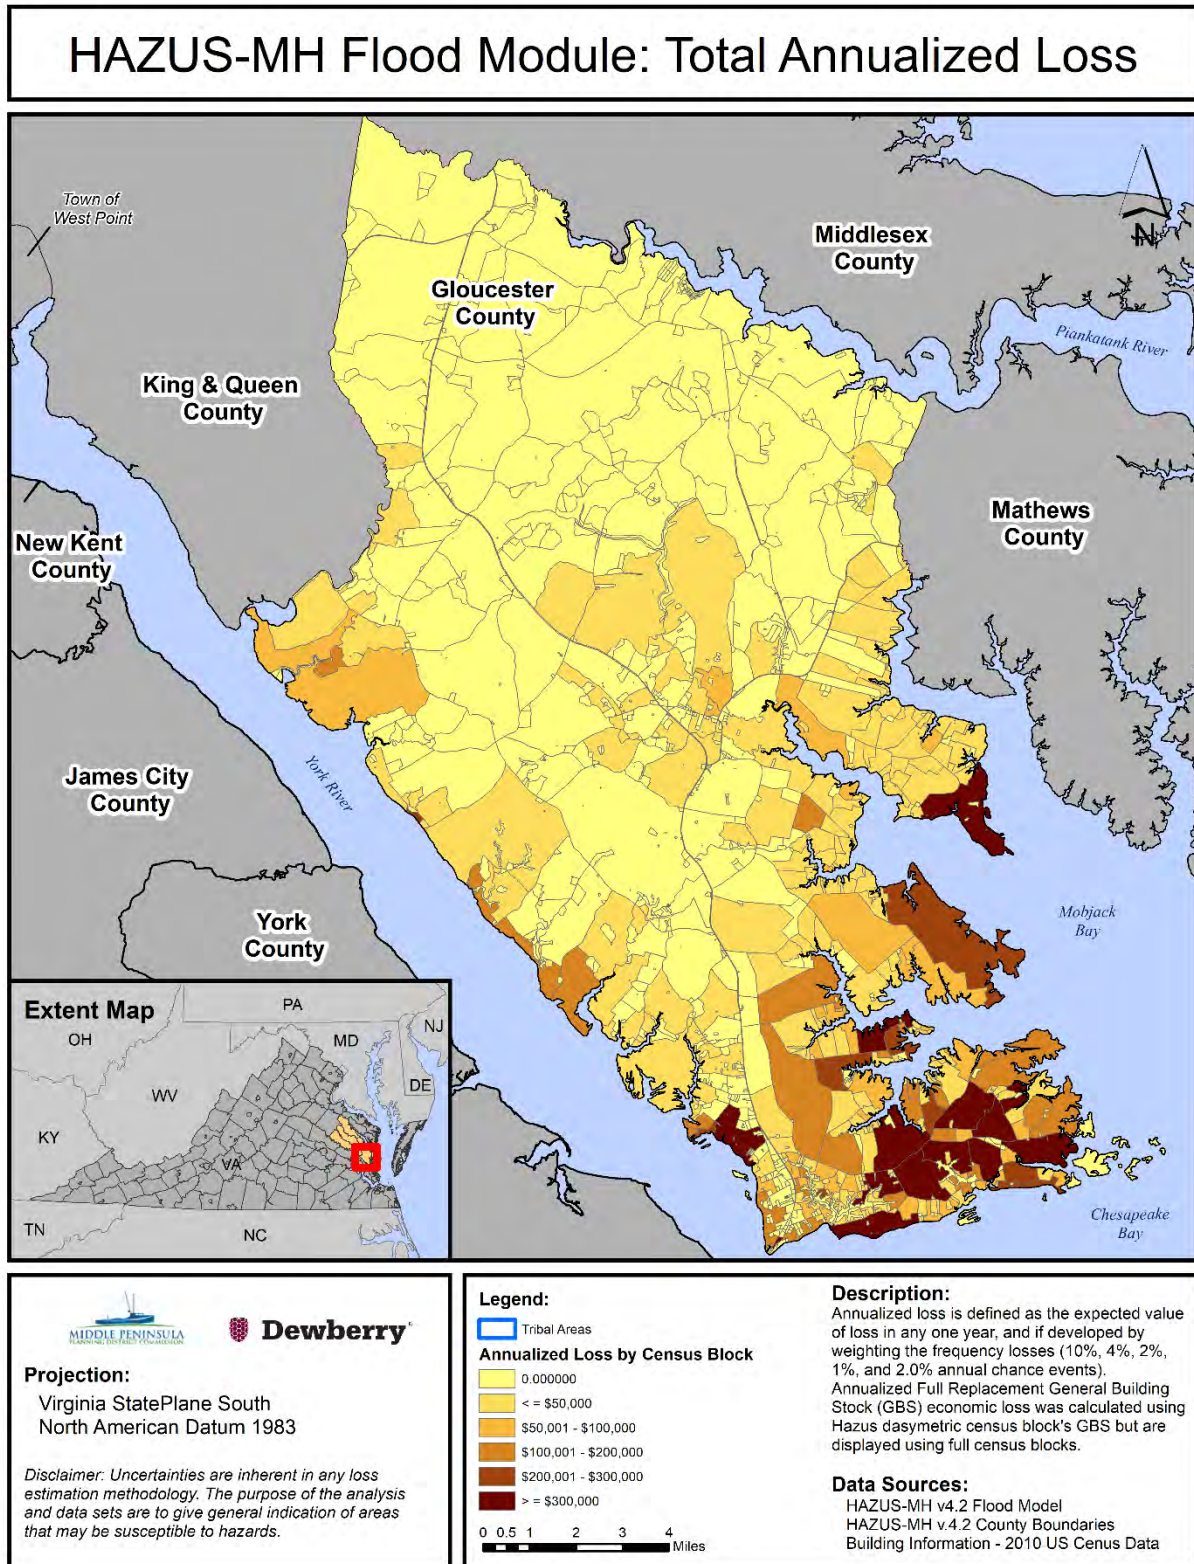 HAZUS-MH Flood Module: Total Annualized Loss
Town of
West Point
Middlesex
County
N
Gloucester
County
Piankatank River
King & Queen
County
Mathews
County
New Kent
County
James City
County
York River
York
County
Mobjack
Bay
Chesapeake
Bay
Extent Map
PA
OH
MD
NJ
WV
DE
KY
VA
TN
NC
MIDDLE PENINSULA
PLANNING DISTRICT COMMISSION
Dewberry
Projection:
Virginia StatePlane South
North American Datum 1983
Disclaimer: Uncertainties are inherent in any loss
estimation methodology. The purpose of the analysis
and data sets are to give general indication of areas
that may be susceptible to hazards.
Legend:
Tribal Areas
Annualized Loss by Census Block
0.000000
< = $50,000
$50,001 - $100,000
$100,001 - $200,000
$200,001 - $300,000
> = $300,000
0 0.5 1 2 3 4
Miles
Description:
Annualized loss is defined as the expected value
of loss in any one year, and if developed by
weighting the frequency losses (10%, 4%, 2%,
1%, and 2.0% annual chance events).
Annualized Full Replacement General Building
Stock (GBS) economic loss was calculated using
Hazus dasymetric census block's GBS but are
displayed using full census blocks.
Data Sources:
HAZUS-MH v4.2 Flood Model
HAZUS-MH v.4.2 County Boundaries
Building Information - 2010 US Cenus Data